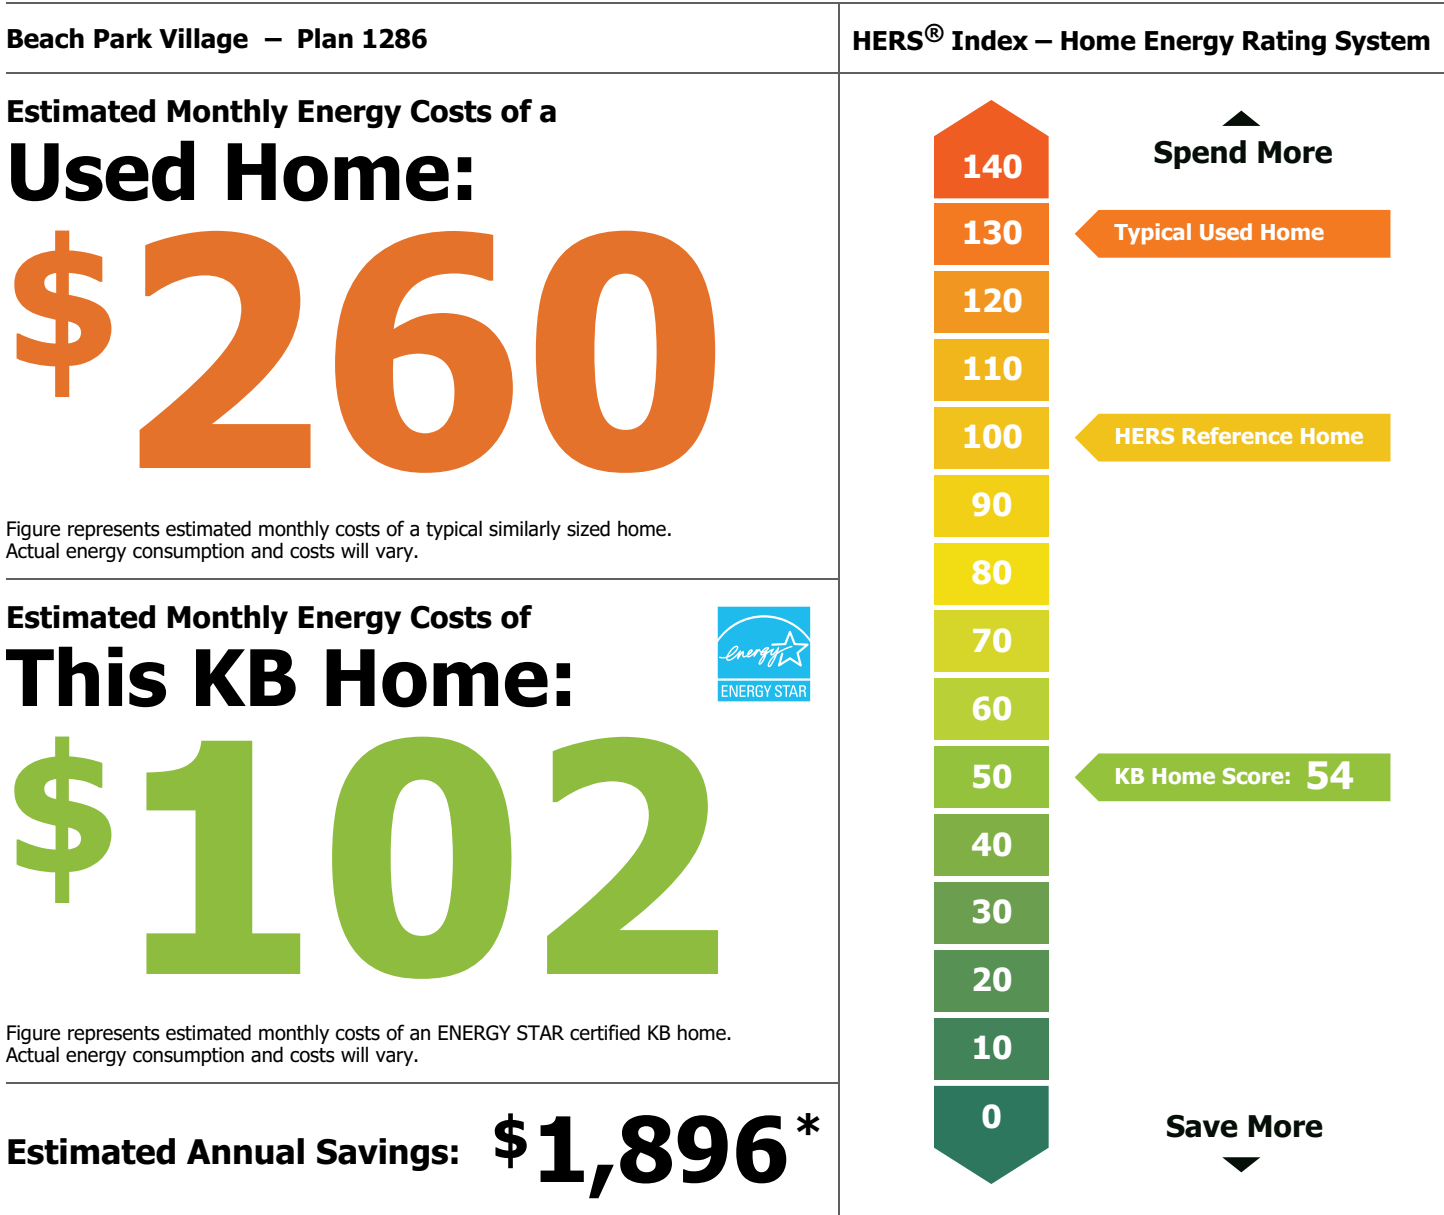 Beach Park Village – Plan 1286
Estimated Monthly Energy Costs of a
Used Home:
$260
Figure represents estimated monthly costs of a typical similarly sized home.
Actual energy consumption and costs will vary.
Estimated Monthly Energy Costs of
This KB Home:
energy
ENERGY STAR
$102
Figure represents estimated monthly costs of an ENERGY STAR certified KB home.
Actual energy consumption and costs will vary.
Estimated Annual Savings: $1,896*
HERS® Index – Home Energy Rating System
Spend More
140
130
Typical Used Home
120
110
100
HERS Reference Home
90
80
70
60
50
KB Home Score: 54
40
30
20
10
0
Save More